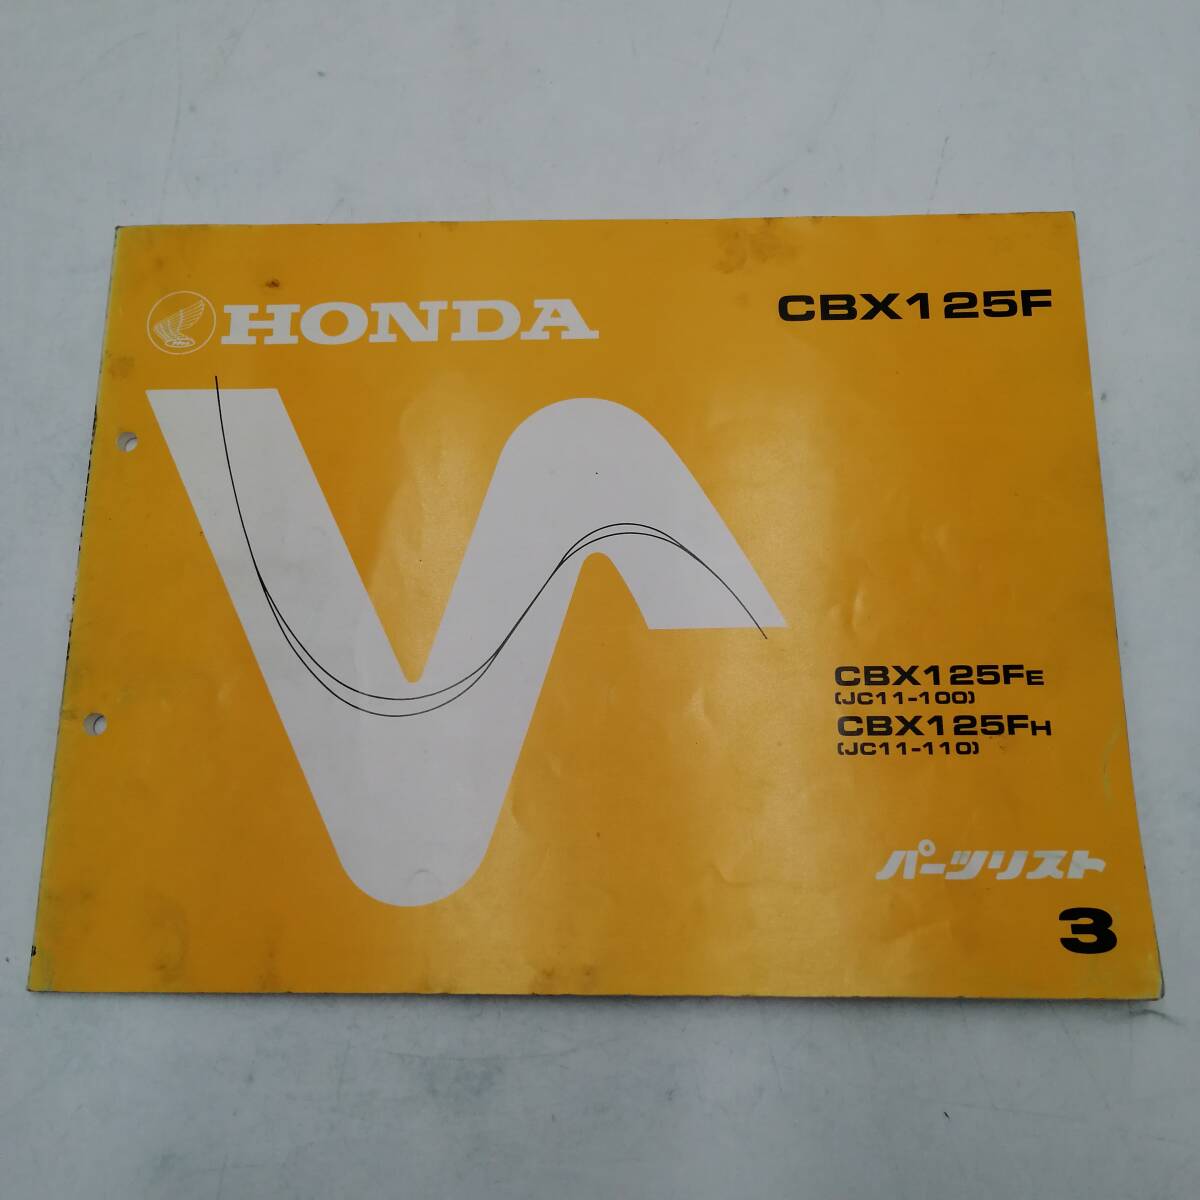 HONDA
CBX125F
CBX125FE
(JC11-100)
CBX125FH
(JC11-110)
パーツリスト
3